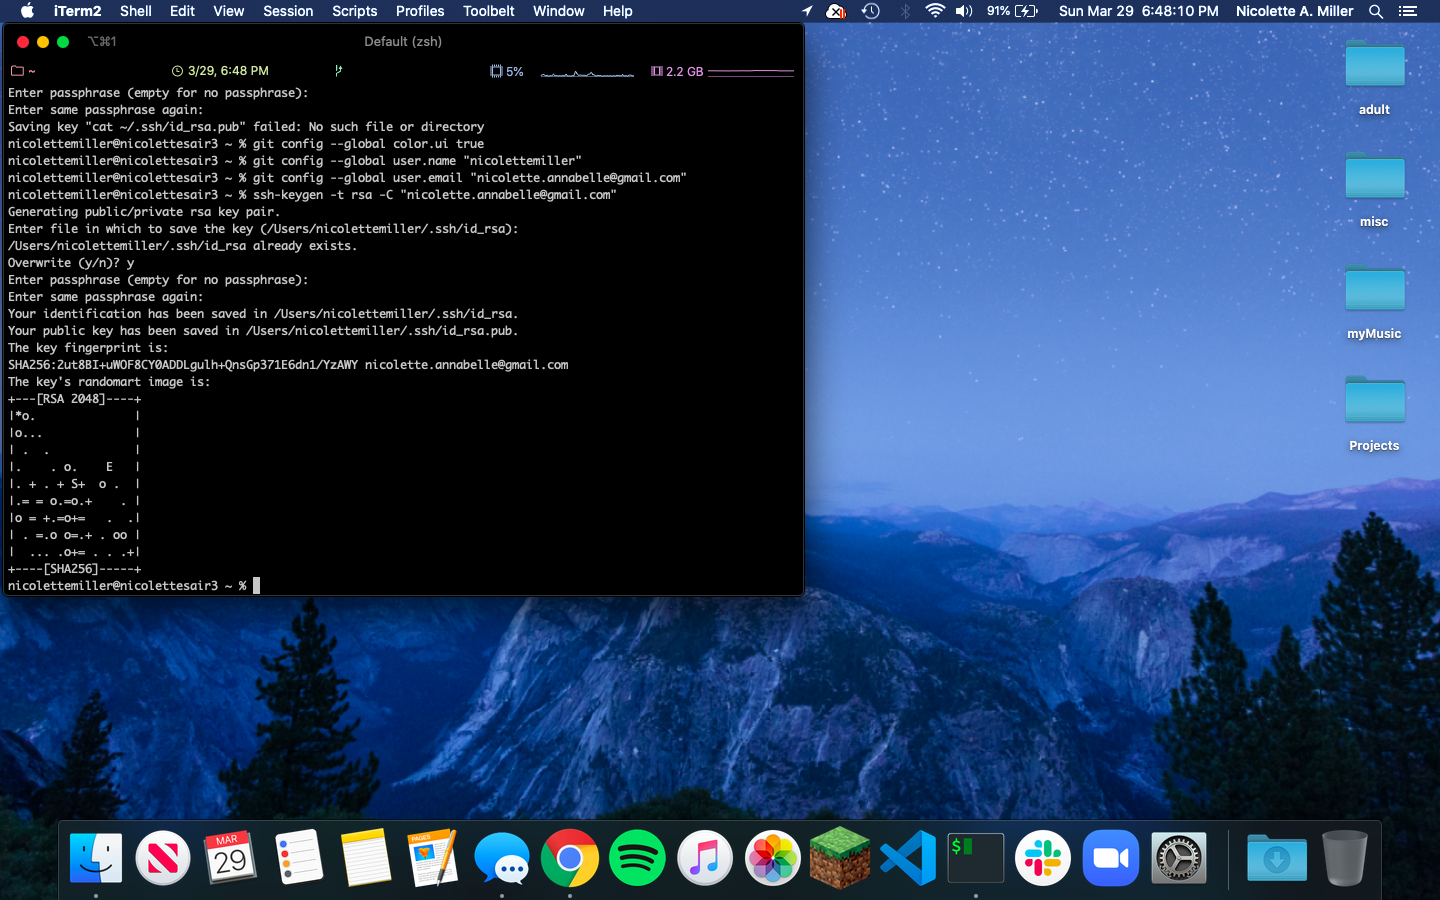 iTerm2 Shell Edit View Session Scripts Profiles Toolbelt Window Help 91% Sun Mar 29 6:48:10 PM Nicolette A. Miller
⌥⌘1 Default (zsh)
~ 3/29, 6:48 PM 5% 2.2 GB
Enter passphrase (empty for no passphrase):
Enter same passphrase again:
Saving key "cat ~/.ssh/id_rsa.pub" failed: No such file or directory
nicolettemiller@nicolettesair3 ~ % git config --global color.ui true
nicolettemiller@nicolettesair3 ~ % git config --global user.name "nicolettemiller"
nicolettemiller@nicolettesair3 ~ % git config --global user.email "nicolette.annabelle@gmail.com"
nicolettemiller@nicolettesair3 ~ % ssh-keygen -t rsa -C "nicolette.annabelle@gmail.com"
Generating public/private rsa key pair.
Enter file in which to save the key (/Users/nicolettemiller/.ssh/id_rsa):
/Users/nicolettemiller/.ssh/id_rsa already exists.
Overwrite (y/n)? y
Enter passphrase (empty for no passphrase):
Enter same passphrase again:
Your identification has been saved in /Users/nicolettemiller/.ssh/id_rsa.
Your public key has been saved in /Users/nicolettemiller/.ssh/id_rsa.pub.
The key fingerprint is:
SHA256:2ut8BI+uWOF8CY0ADDLgulh+QnsGp371E6dn1/YzAWY nicolette.annabelle@gmail.com
The key's randomart image is:
+---[RSA 2048]----+
|*o.              |
|o...             |
| .  .            |
|.    . o.    E   |
|. + . + S+  o .  |
|.= = o.=o.+    . |
|o = +.=o+=   .  .|
| . =.o o=.+ . oo |
|  ... .o+= . . .+|
+----[SHA256]-----+
nicolettemiller@nicolettesair3 ~ %
adult
misc
myMusic
Projects
MAR
29
PAGES
$